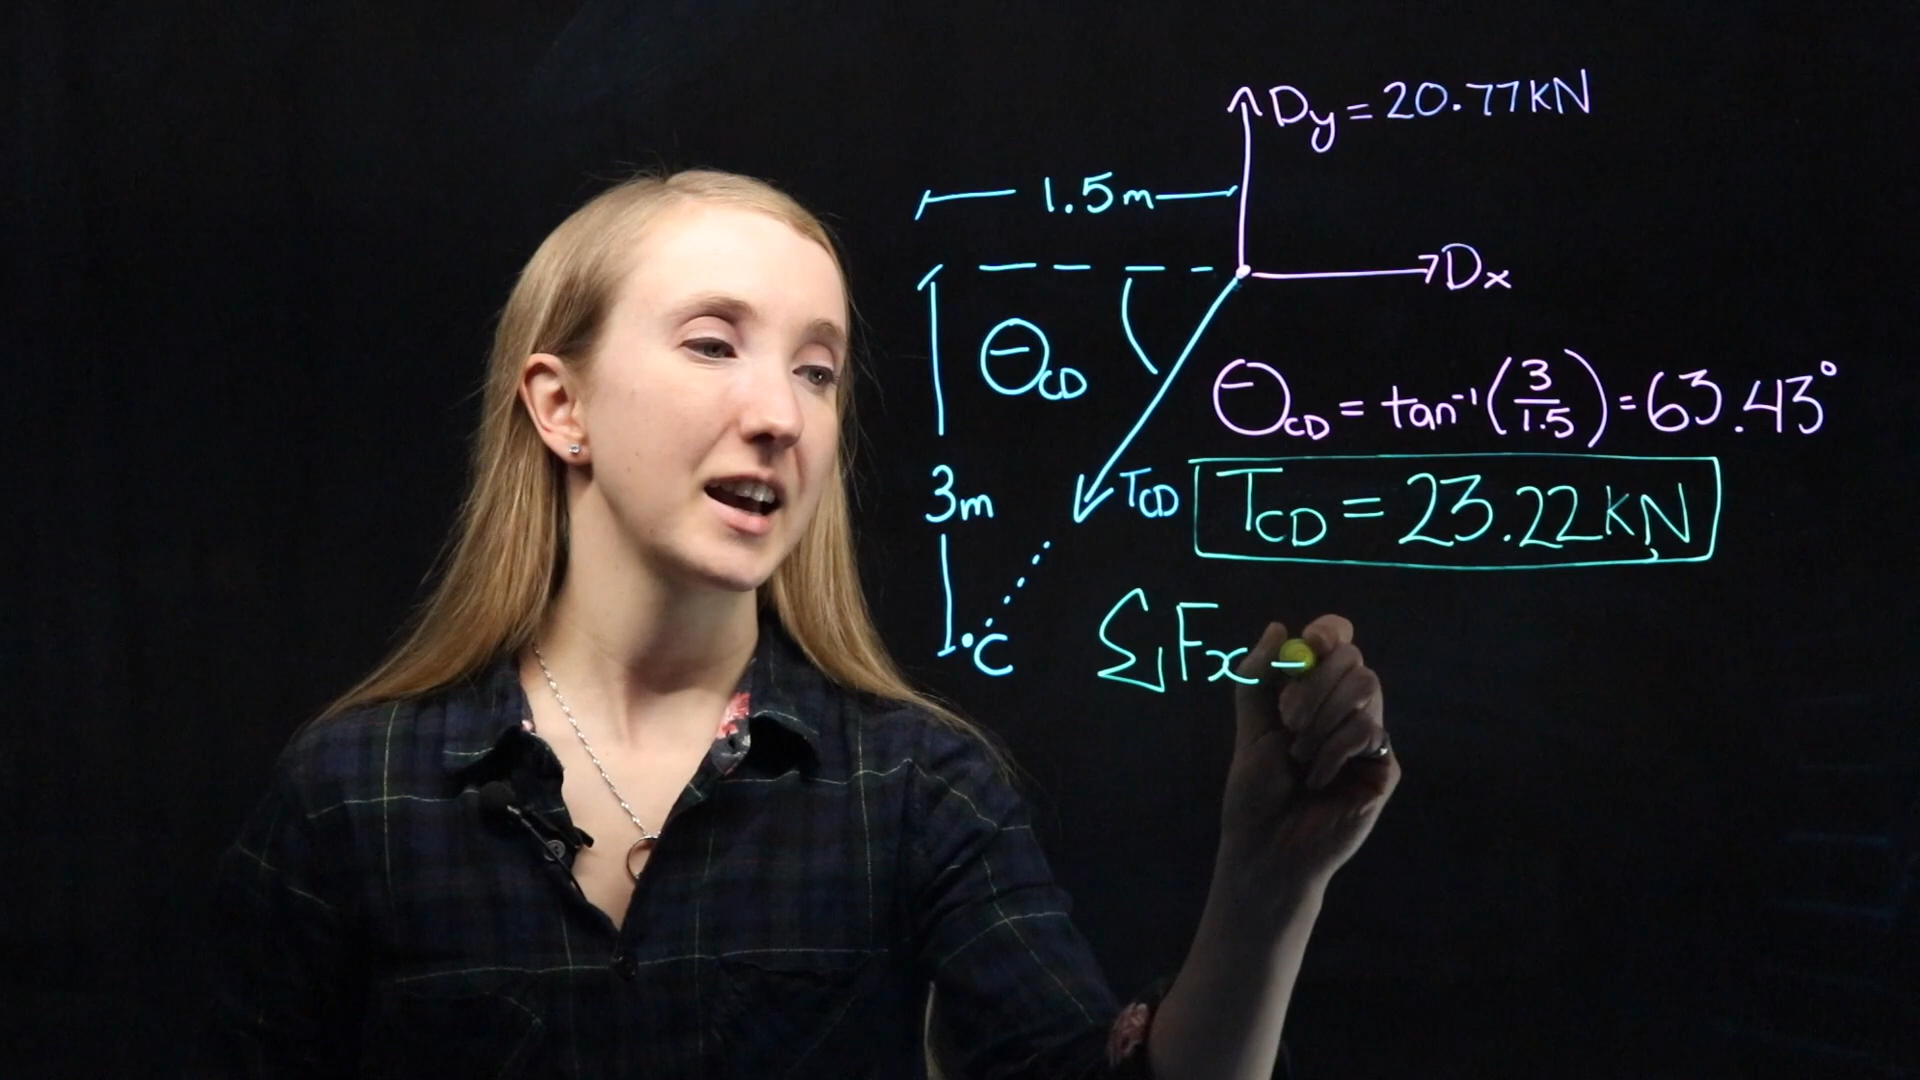 Dy = 20.77kN
1.5m
Dx
θCD
θCD = tan⁻¹(3/1.5) = 63.43°
3m
TCD
TCD = 23.22kN
C
ΣFx -